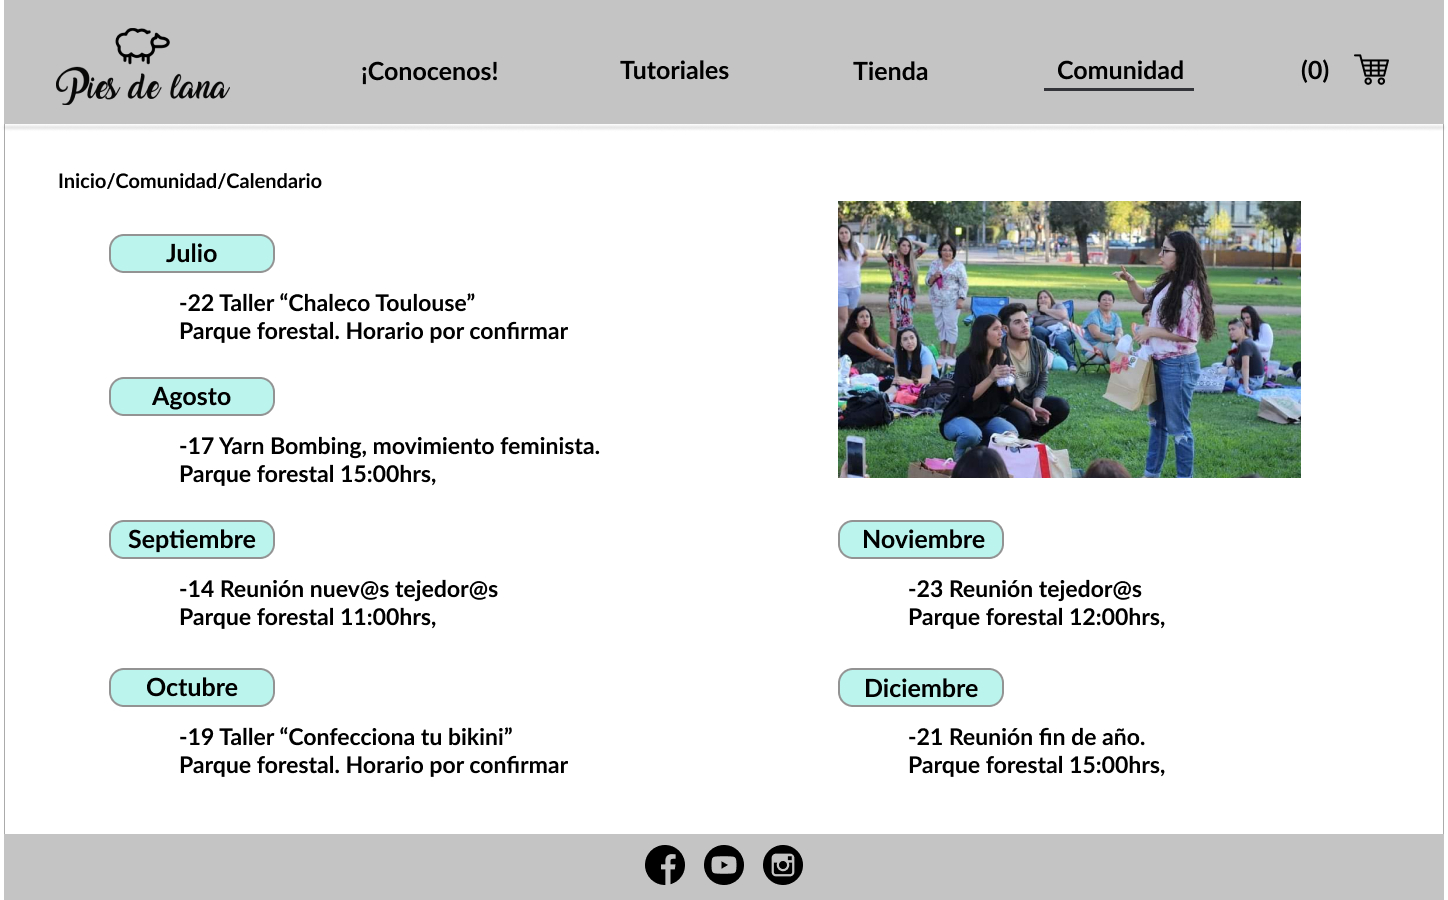 Pies de lana
¡Conocenos!
Tutoriales
Tienda
Comunidad
(0)
Inicio/Comunidad/Calendario
Julio
-22 Taller “Chaleco Toulouse”
Parque forestal. Horario por confirmar
Agosto
-17 Yarn Bombing, movimiento feminista.
Parque forestal 15:00hrs,
Septiembre
-14 Reunión nuev@s tejedor@s
Parque forestal 11:00hrs,
Octubre
-19 Taller “Confecciona tu bikini”
Parque forestal. Horario por confirmar
Noviembre
-23 Reunión tejedor@s
Parque forestal 12:00hrs,
Diciembre
-21 Reunión fin de año.
Parque forestal 15:00hrs,